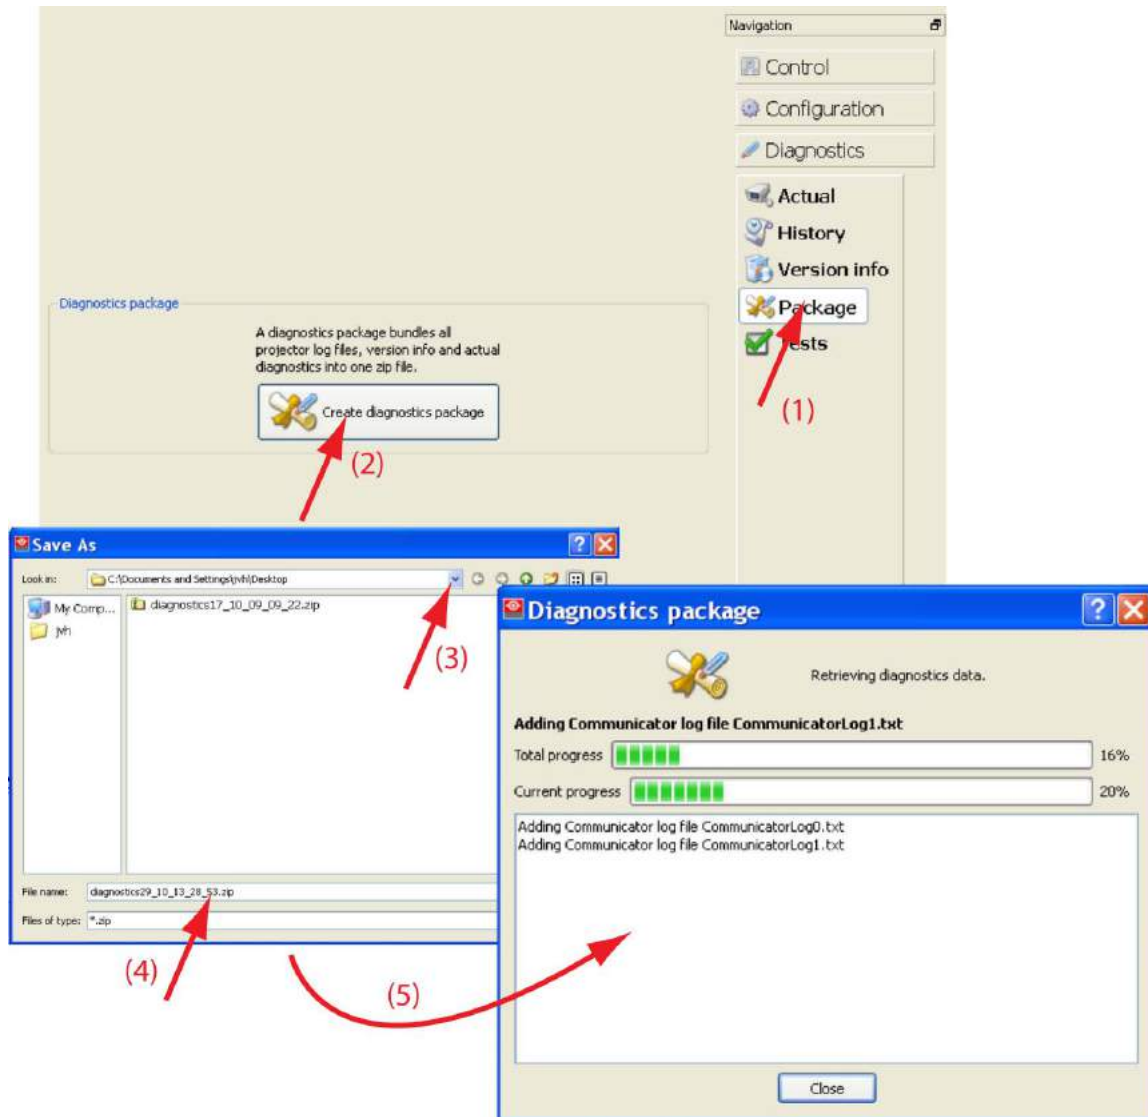 Navigation
Control
Configuration
Diagnostics
Actual
History
Version info
Package
Tests
(1)
Diagnostics package
A diagnostics package bundles all
projector log files, version info and actual
diagnostics into one zip file.
Create diagnostics package
(2)
Save As
Look in: C:\Documents and Settings\jvh\Desktop
My Comp...
jvh
diagnostics17_10_09_09_22.zip
(3)
File name: diagnostics29_10_13_28_53.zip
Files of type: *.zip
(4)
(5)
Diagnostics package
Retrieving diagnostics data.
Adding Communicator log file CommunicatorLog1.txt
Total progress 16%
Current progress 20%
Adding Communicator log file CommunicatorLog0.txt
Adding Communicator log file CommunicatorLog1.txt
Close